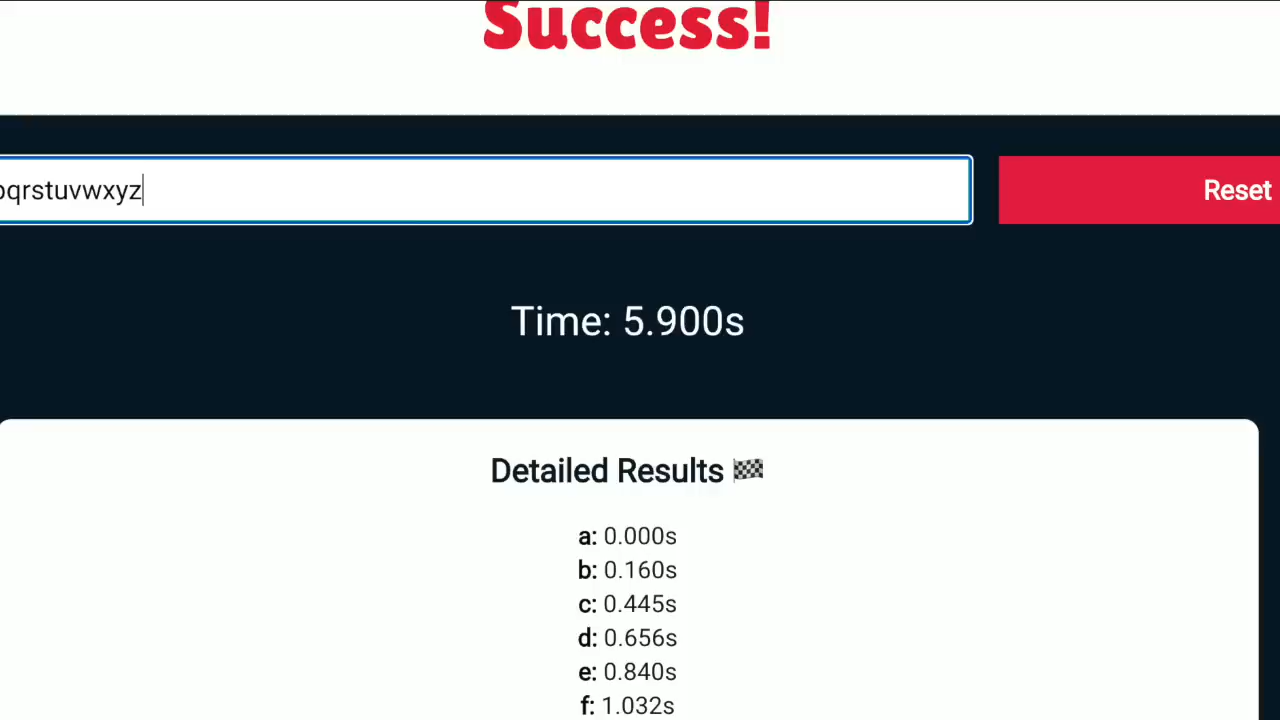 Success!
pqrstuvwxyz
Reset
Time: 5.900s
Detailed Results 🏁
a: 0.000s
b: 0.160s
c: 0.445s
d: 0.656s
e: 0.840s
f: 1.032s